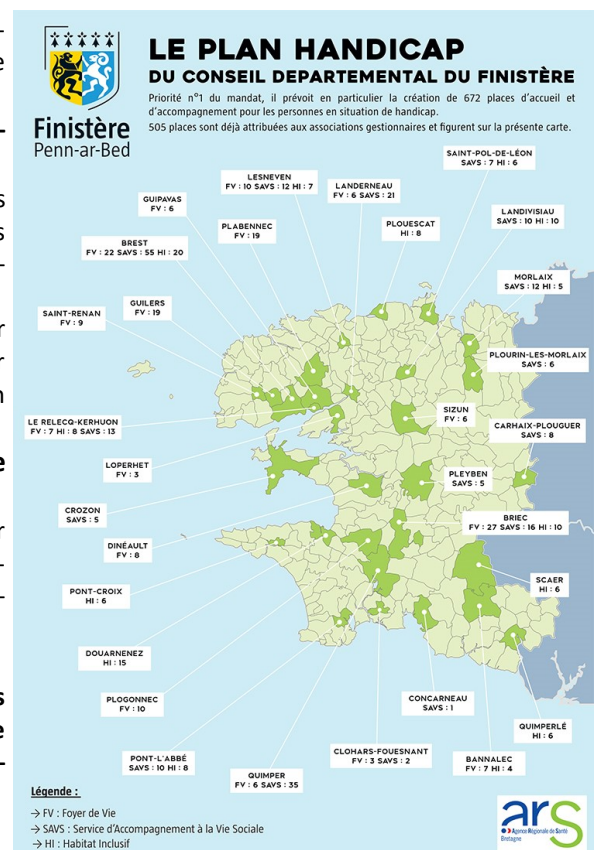 Finistère
Penn-ar-Bed
LE PLAN HANDICAP
DU CONSEIL DEPARTEMENTAL DU FINISTÈRE
Priorité n°1 du mandat, il prévoit en particulier la création de 672 places d'accueil et
d'accompagnement pour les personnes en situation de handicap.
505 places sont déjà attribuées aux associations gestionnaires et figurent sur la présente carte.
SAINT-POL-DE-LÉON
SAVS : 7 HI : 6
LESNEVEN
FV : 10 SAVS : 12 HI : 7
LANDERNEAU
FV : 6 SAVS : 21
GUIPAVAS
FV : 6
PLABENNEC
FV : 19
PLOUESCAT
HI : 8
LANDIVISIAU
SAVS : 10 HI : 10
BREST
FV : 22 SAVS : 55 HI : 20
MORLAIX
SAVS : 12 HI : 5
GUILERS
FV : 19
SAINT-RENAN
FV : 9
PLOURIN-LES-MORLAIX
SAVS : 6
LE RELECQ-KERHUON
FV : 7 HI : 8 SAVS : 13
SIZUN
FV : 6
CARHAIX-PLOUGUER
SAVS : 8
LOPERHET
FV : 3
PLEYBEN
SAVS : 5
CROZON
SAVS : 5
BRIEC
FV : 27 SAVS : 16 HI : 10
DINÉAULT
FV : 8
SCAER
HI : 6
PONT-CROIX
HI : 6
DOUARNENEZ
HI : 15
PLOGONNEC
FV : 10
CONCARNEAU
SAVS : 1
QUIMPERLÉ
HI : 6
PONT-L'ABBÉ
SAVS : 10 HI : 8
CLOHARS-FOUESNANT
FV : 3 SAVS : 2
BANNALEC
FV : 7 HI : 4
QUIMPER
FV : 6 SAVS : 35
Légende :
→ FV : Foyer de Vie
→ SAVS : Service d'Accompagnement à la Vie Sociale
→ HI : Habitat Inclusif
ars
Agence Régionale de Santé
Bretagne